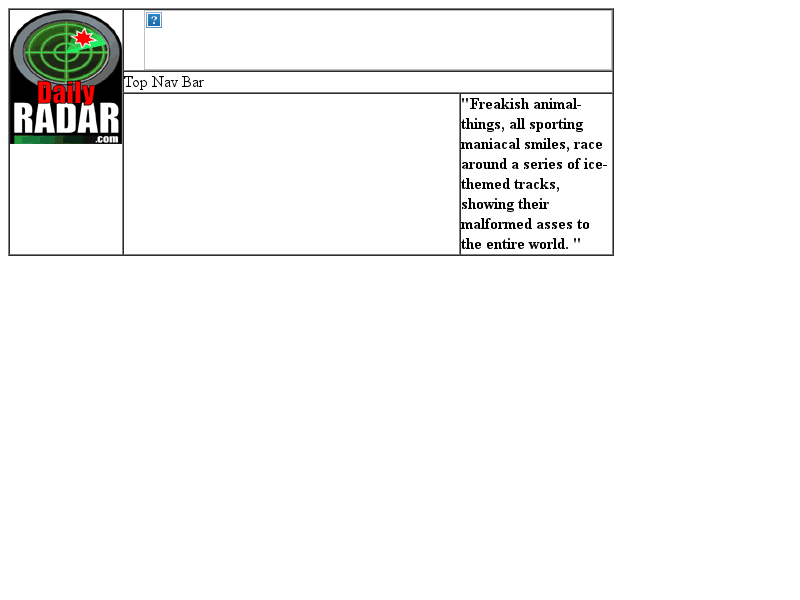 Daily
RADAR
.com
Top Nav Bar
"Freakish animal-
things, all sporting
maniacal smiles, race
around a series of ice-
themed tracks,
showing their
malformed asses to
the entire world. "